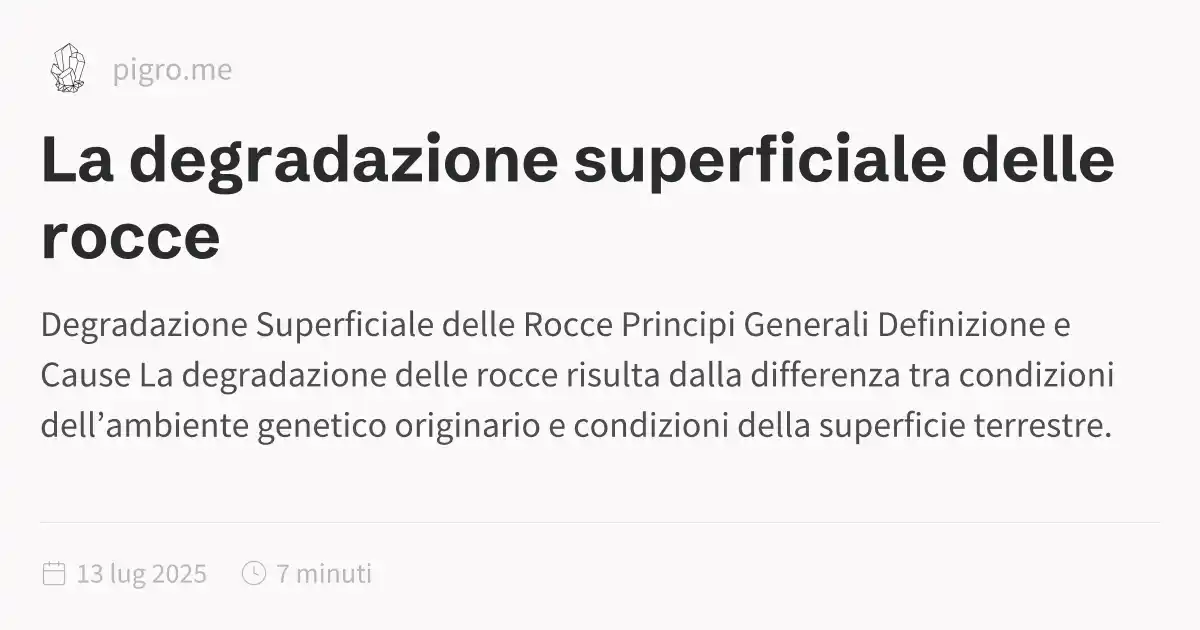 pigro.me
La degradazione superficiale delle
rocce
Degradazione Superficiale delle Rocce Principi Generali Definizione e
Cause La degradazione delle rocce risulta dalla differenza tra condizioni
dell’ambiente genetico originario e condizioni della superficie terrestre.
13 lug 2025 7 minuti